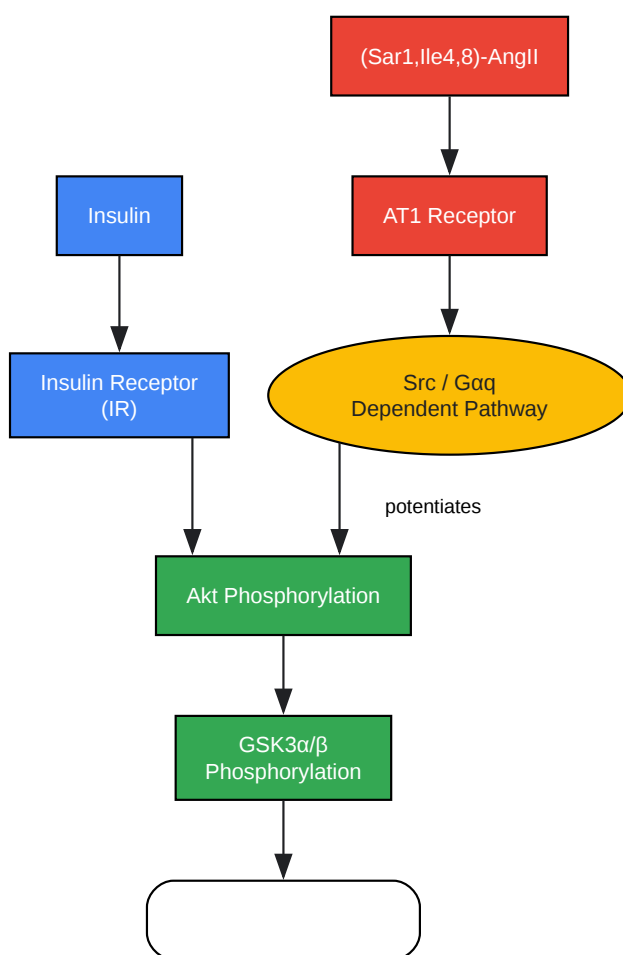 (Sar1,Ile4,8)-AngII
Insulin
AT1 Receptor
Insulin Receptor
(IR)
Src / Gαq
Dependent Pathway
potentiates
Akt Phosphorylation
GSK3α/β
Phosphorylation